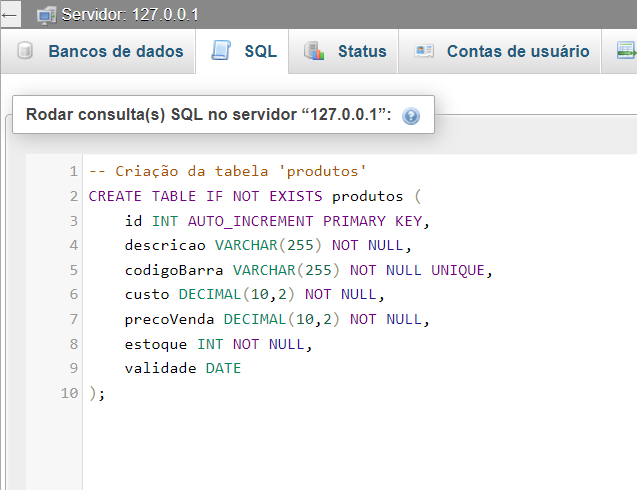 Servidor: 127.0.0.1
Bancos de dados SQL Status Contas de usuário
Rodar consulta(s) SQL no servidor “127.0.0.1”:
1 -- Criação da tabela 'produtos'
2 CREATE TABLE IF NOT EXISTS produtos (
3 id INT AUTO_INCREMENT PRIMARY KEY,
4 descricao VARCHAR(255) NOT NULL,
5 codigoBarra VARCHAR(255) NOT NULL UNIQUE,
6 custo DECIMAL(10,2) NOT NULL,
7 precoVenda DECIMAL(10,2) NOT NULL,
8 estoque INT NOT NULL,
9 validade DATE
10 );